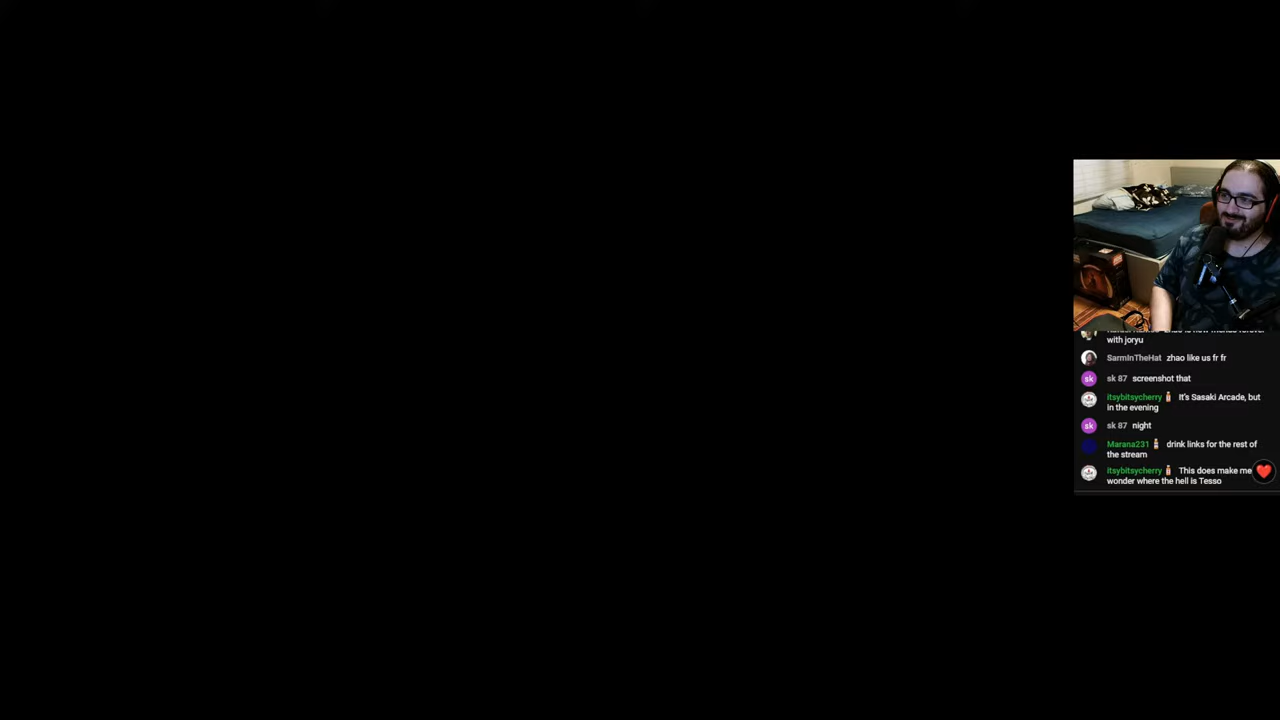 with joryu
SarmInTheHat zhao like us fr fr
sk sk 87 screenshot that
itsybitsycherry It's Sasaki Arcade, but
in the evening
sk sk 87 night
Marana231 drink links for the rest of
the stream
itsybitsycherry This does make me
wonder where the hell is Tesso